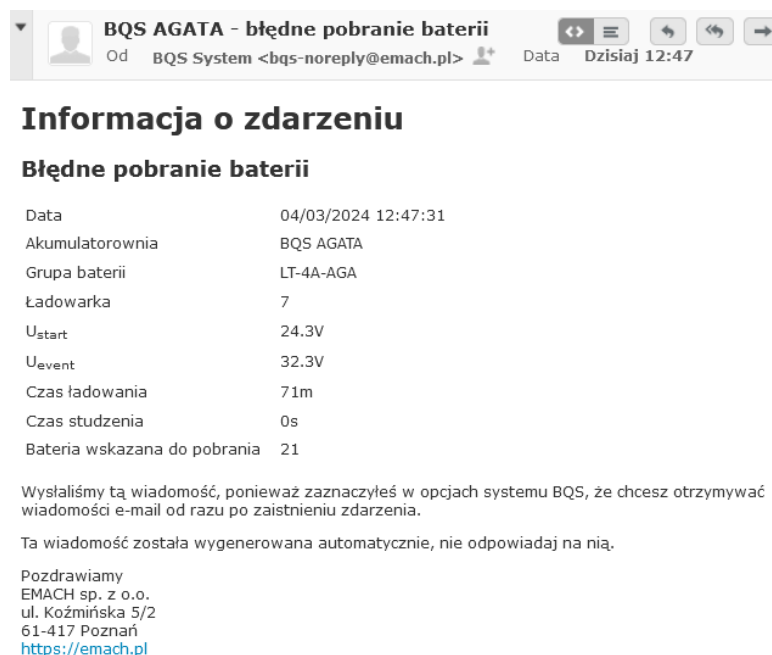 BQS AGATA - błędne pobranie baterii
Od BQS System <bqs-noreply@emach.pl> Data Dzisiaj 12:47
Informacja o zdarzeniu
Błędne pobranie baterii
Data 04/03/2024 12:47:31
Akumulatorownia BQS AGATA
Grupa baterii LT-4A-AGA
Ładowarka 7
Ustart 24.3V
Uevent 32.3V
Czas ładowania 71m
Czas studzenia 0s
Bateria wskazana do pobrania 21
Wysłaliśmy tą wiadomość, ponieważ zaznaczyłeś w opcjach systemu BQS, że chcesz otrzymywać
wiadomości e-mail od razu po zaistnieniu zdarzenia.
Ta wiadomość została wygenerowana automatycznie, nie odpowiadaj na nią.
Pozdrawiamy
EMACH sp. z o.o.
ul. Koźmińska 5/2
61-417 Poznań
https://emach.pl